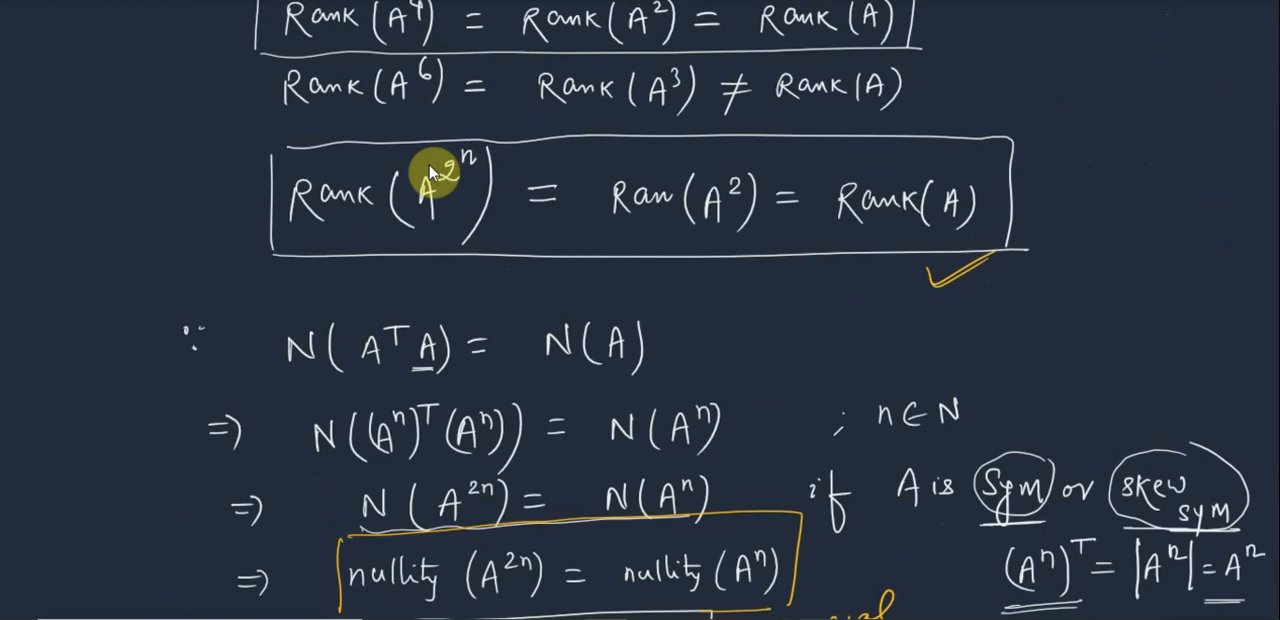 Rank(A⁴) = Rank(A²) = Rank(A)
Rank(A⁶) = Rank(A³) ≠ Rank(A)
Rank(A^2^n) = Ran(A²) = Rank(A)
∵ N(AᵀA) = N(A)
=> N((Aⁿ)ᵀ(Aⁿ)) = N(Aⁿ) ; n∈N
=> N(A²ⁿ) = N(Aⁿ) if A is Sym or skew sym
=> nullity (A²ⁿ) = nullity (Aⁿ) (Aⁿ)ᵀ = |Aⁿ| = Aⁿ